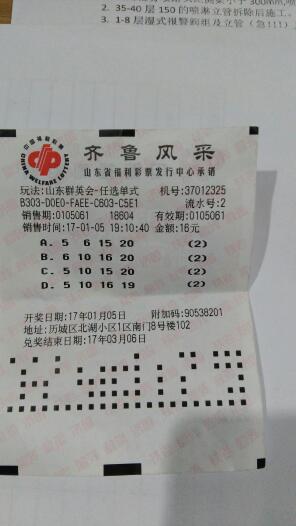 2. 35-40 层 150 的喷淋立管拆除后施工。
3. 1-8 层湿式报警阀组及立管（急!!!）
中国福利彩票
CHINA WELFARE LOTTERY
齐鲁风采
山东省福利彩票发行中心承销
玩法:山东群英会-任选单式 机号:37012325
B303-D0E0-FAEE-C603-C5E1 流水号:2
销售期:0105061 18604 有效期:0105061
销售时间:17-01-05 19:10:40 金额:16元
A. 5 6 15 20 (2)
B. 6 10 16 20 (2)
C. 5 10 15 20 (2)
D. 5 10 16 19 (2)
开奖日期:17年01月05日 附加码:90538201
地址:历城区北湖小区1区南门8号楼102
兑奖结束日期:17年03月06日